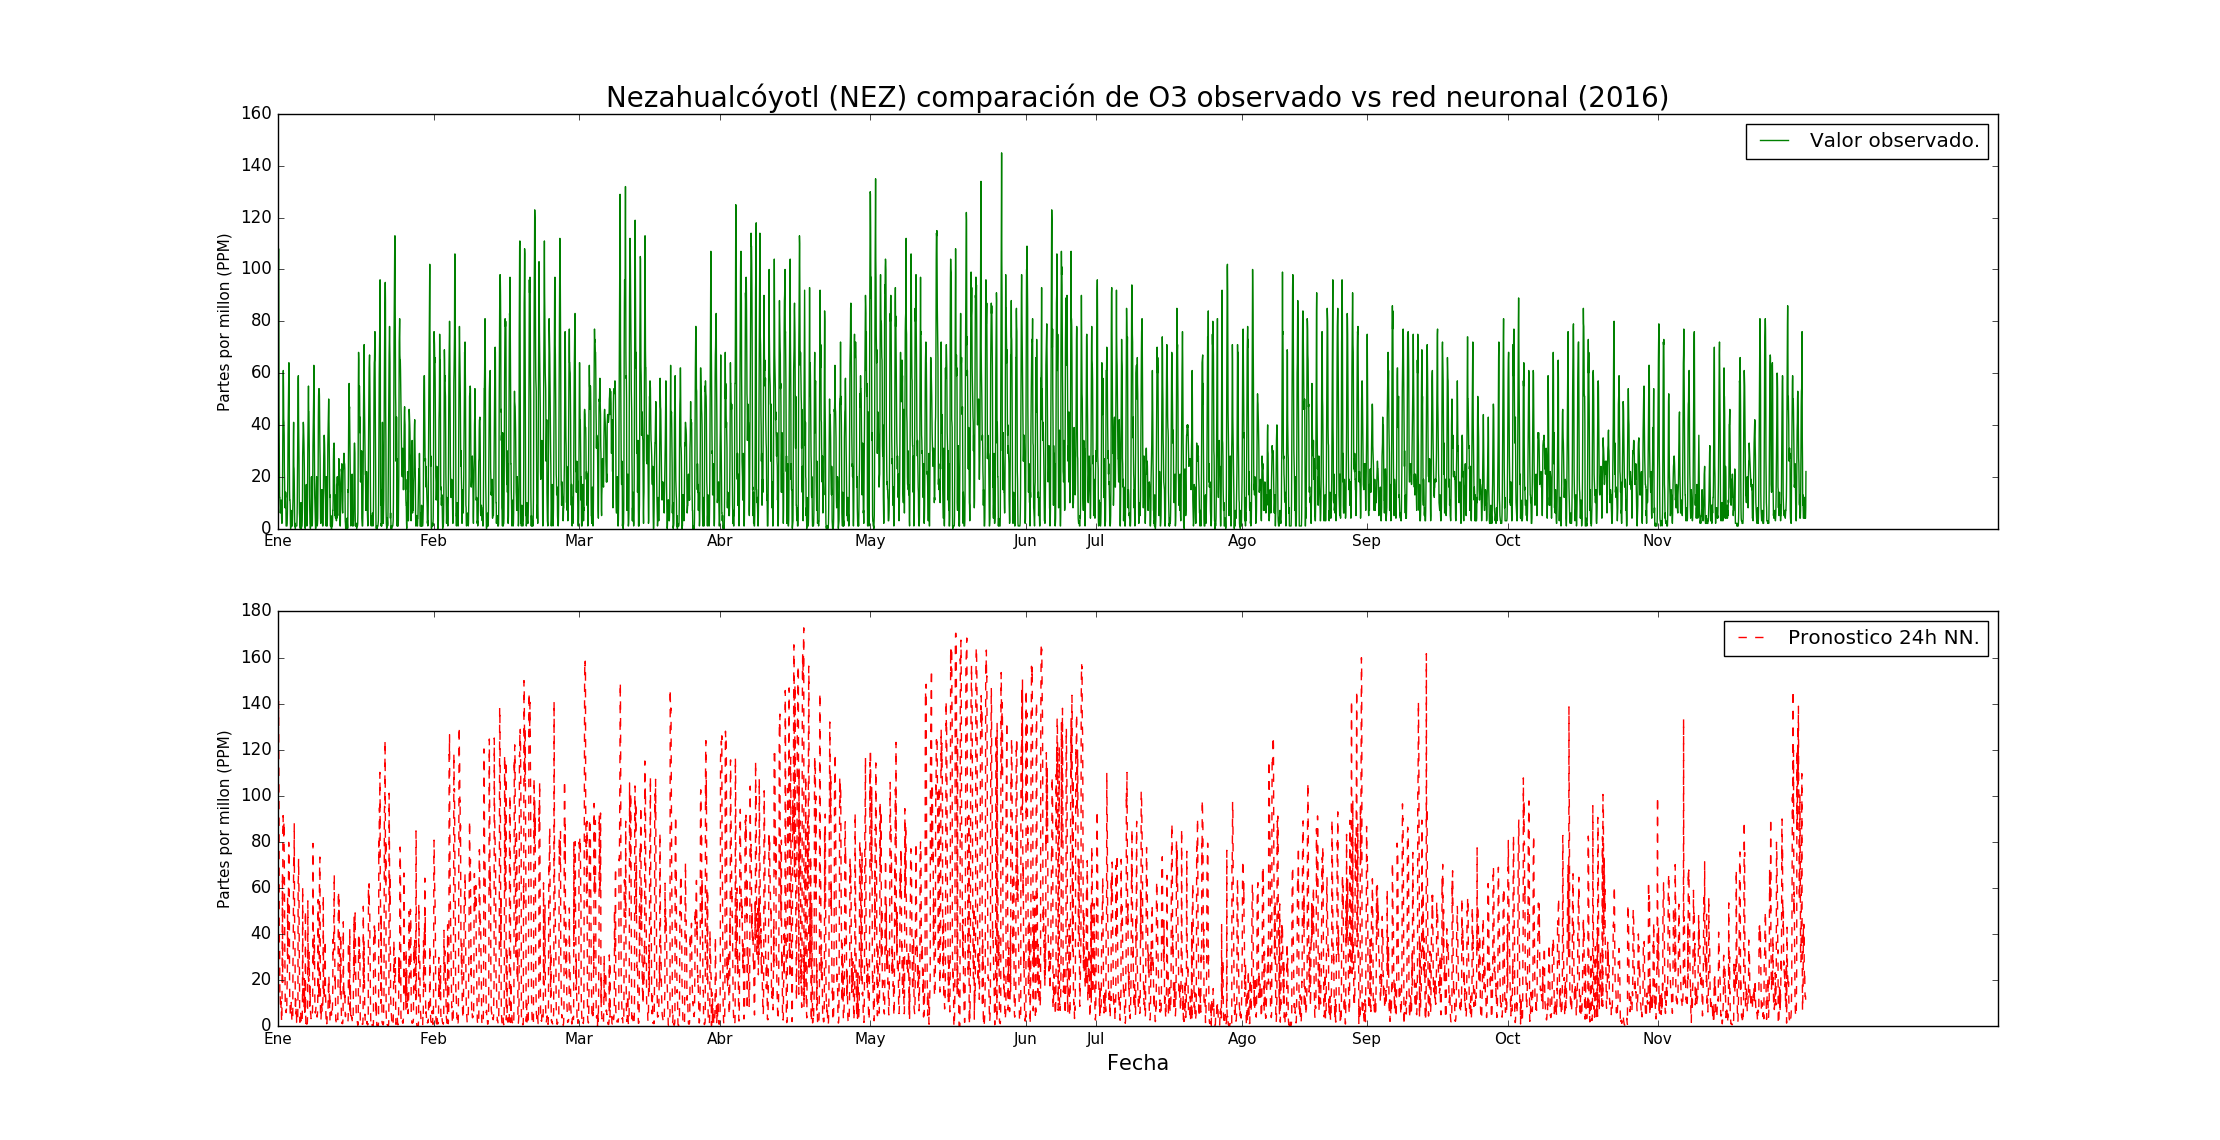 Nezahualcóyotl (NEZ) comparación de O3 observado vs red neuronal (2016)
160
140
120
100
80
60
40
20
0
Partes por millon (PPM)
Valor observado.
Ene Feb Mar Abr May Jun Jul Ago Sep Oct Nov
180
160
140
120
100
80
60
40
20
0
Partes por millon (PPM)
Pronostico 24h NN.
Ene Feb Mar Abr May Jun Jul Ago Sep Oct Nov
Fecha